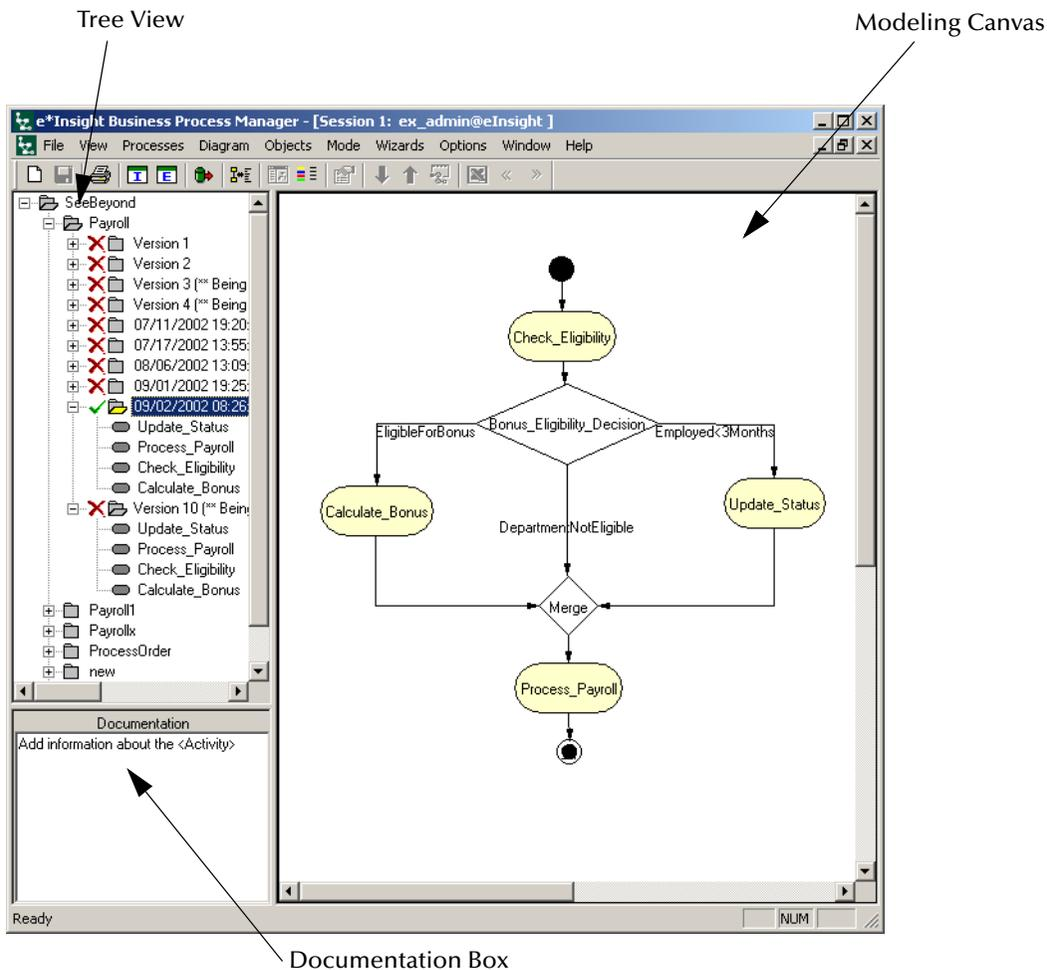 Tree View
Modeling Canvas
e*Insight Business Process Manager - [Session 1: ex_admin@eInsight ]
File View Processes Diagram Objects Mode Wizards Options Window Help
I E
SeeBeyond
Payroll
Version 1
Version 2
Version 3 (** Being
Version 4 (** Being
07/11/2002 19:20:
07/17/2002 13:55:
08/06/2002 13:09:
09/01/2002 19:25:
09/02/2002 08:26:
Update_Status
Process_Payroll
Check_Eligibility
Calculate_Bonus
Version 10 (** Bein
Update_Status
Process_Payroll
Check_Eligibility
Calculate_Bonus
Payroll1
Payrollx
ProcessOrder
new
Check_Eligibility
Bonus_Eligibility_Decision
EligibleForBonus
Employed<3Months
Calculate_Bonus
Update_Status
DepartmentNotEligible
Merge
Process_Payroll
Documentation
Add information about the <Activity>
Ready
NUM
Documentation Box